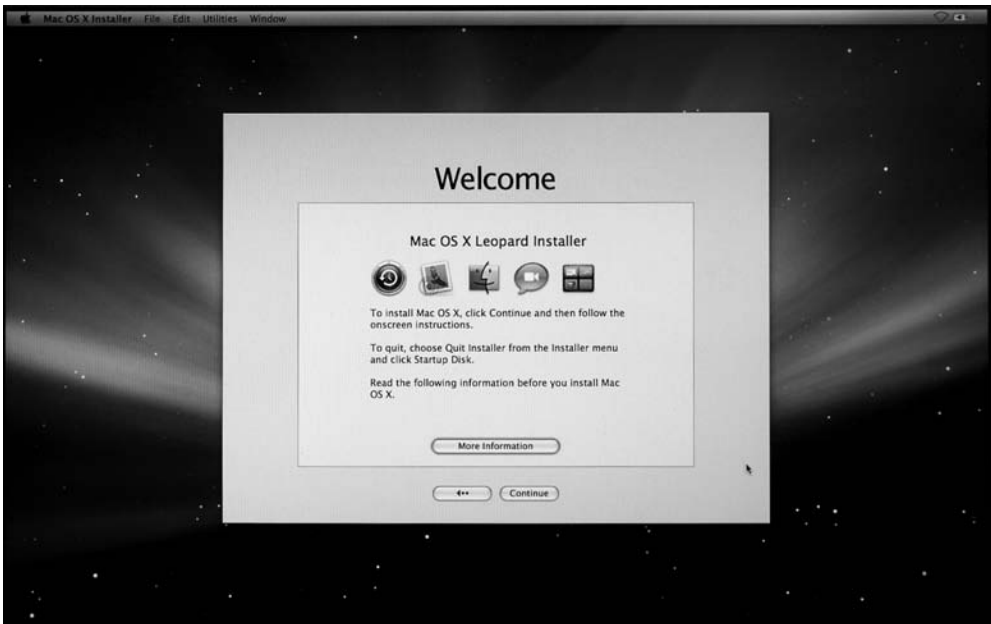 Mac OS X Installer File Edit Utilities Window
Welcome
Mac OS X Leopard Installer
To install Mac OS X, click Continue and then follow the
onscreen instructions.
To quit, choose Quit Installer from the Installer menu
and click Startup Disk.
Read the following information before you install Mac
OS X.
More Information
Continue